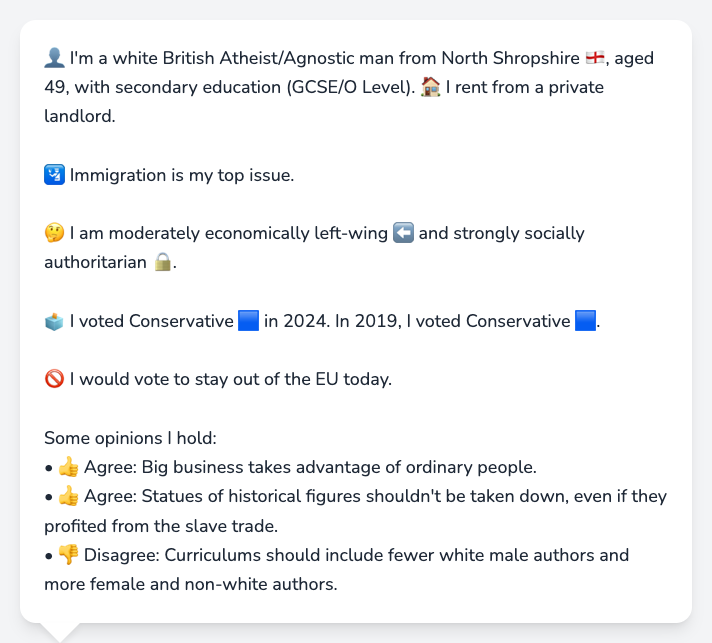 👤 I'm a white British Atheist/Agnostic man from North Shropshire 🏴󠁧󠁢󠁥󠁮󠁧󠁿, aged
49, with secondary education (GCSE/O Level). 🏠 I rent from a private
landlord.
🛂 Immigration is my top issue.
🤔 I am moderately economically left-wing ⬅️ and strongly socially
authoritarian 🔒.
🗳️ I voted Conservative 🟦 in 2024. In 2019, I voted Conservative 🟦.
🚫 I would vote to stay out of the EU today.
Some opinions I hold:
• 👍 Agree: Big business takes advantage of ordinary people.
• 👍 Agree: Statues of historical figures shouldn't be taken down, even if they
profited from the slave trade.
• 👎 Disagree: Curriculums should include fewer white male authors and
more female and non-white authors.